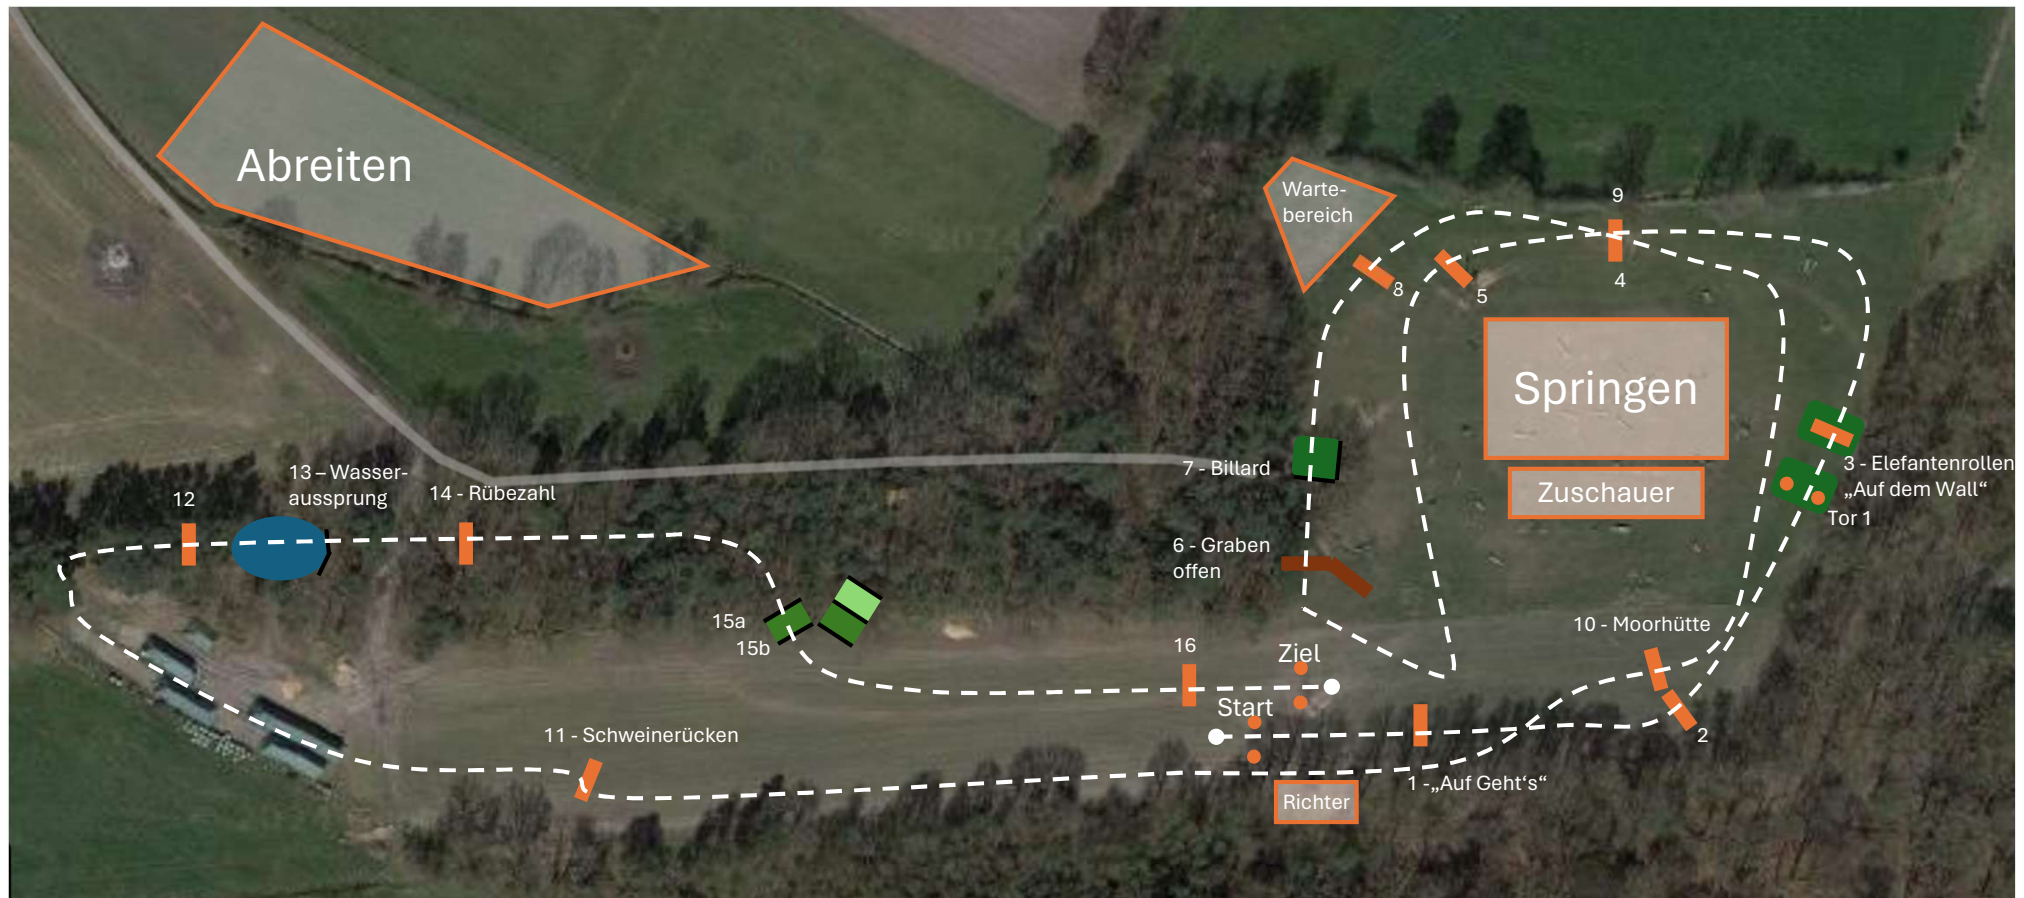 Abreiten
Warte-
bereich
9
8
5
4
Springen
Zuschauer
3 - Elefantenrollen
„Auf dem Wall“
Tor 1
7 - Billard
6 - Graben
offen
13 – Wasser-
aussprung
12
14 - Rübezahl
15a
15b
16
Ziel
Start
10 - Moorhütte
2
11 - Schweinerücken
1 -„Auf Geht‘s“
Richter